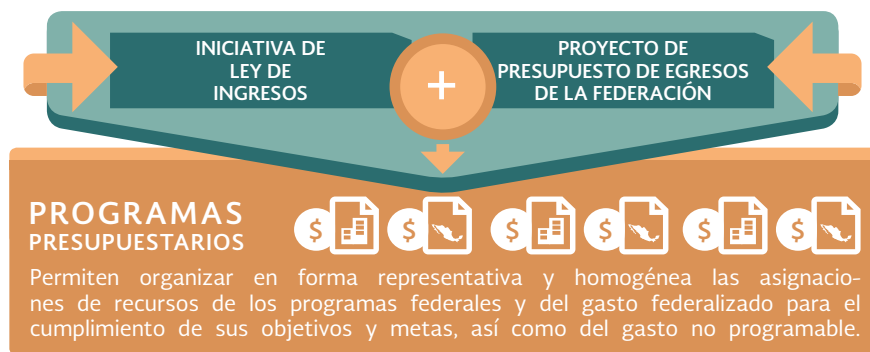 INICIATIVA DE
LEY DE
INGRESOS
+
PROYECTO DE
PRESUPUESTO DE EGRESOS
DE LA FEDERACIÓN
PROGRAMAS
PRESUPUESTARIOS
$ $ $ $ $ $
Permiten organizar en forma representativa y homogénea las asignacio-
nes de recursos de los programas federales y del gasto federalizado para el
cumplimiento de sus objetivos y metas, así como del gasto no programable.